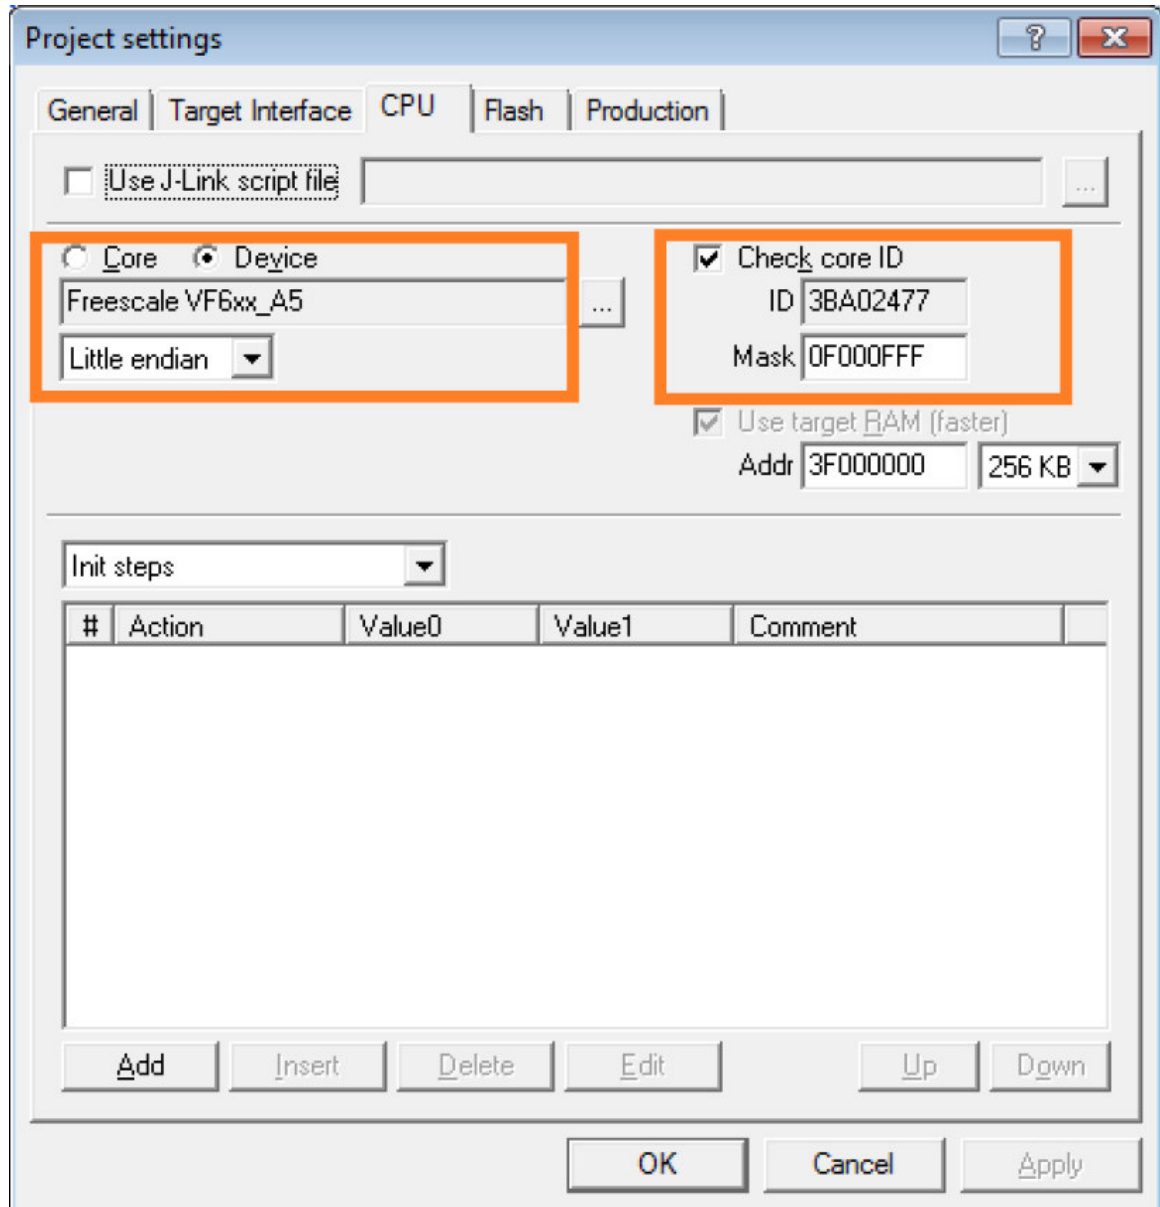 Project settings
General Target Interface CPU Flash Production
Use J-Link script file ...
Core Device Check core ID
Freescale VF6xx_A5 ... ID 3BA02477
Little endian Mask 0F000FFF
Use target RAM (faster)
Addr 3F000000 256 KB
Init steps
# Action Value0 Value1 Comment
Add Insert Delete Edit Up Down
OK Cancel Apply